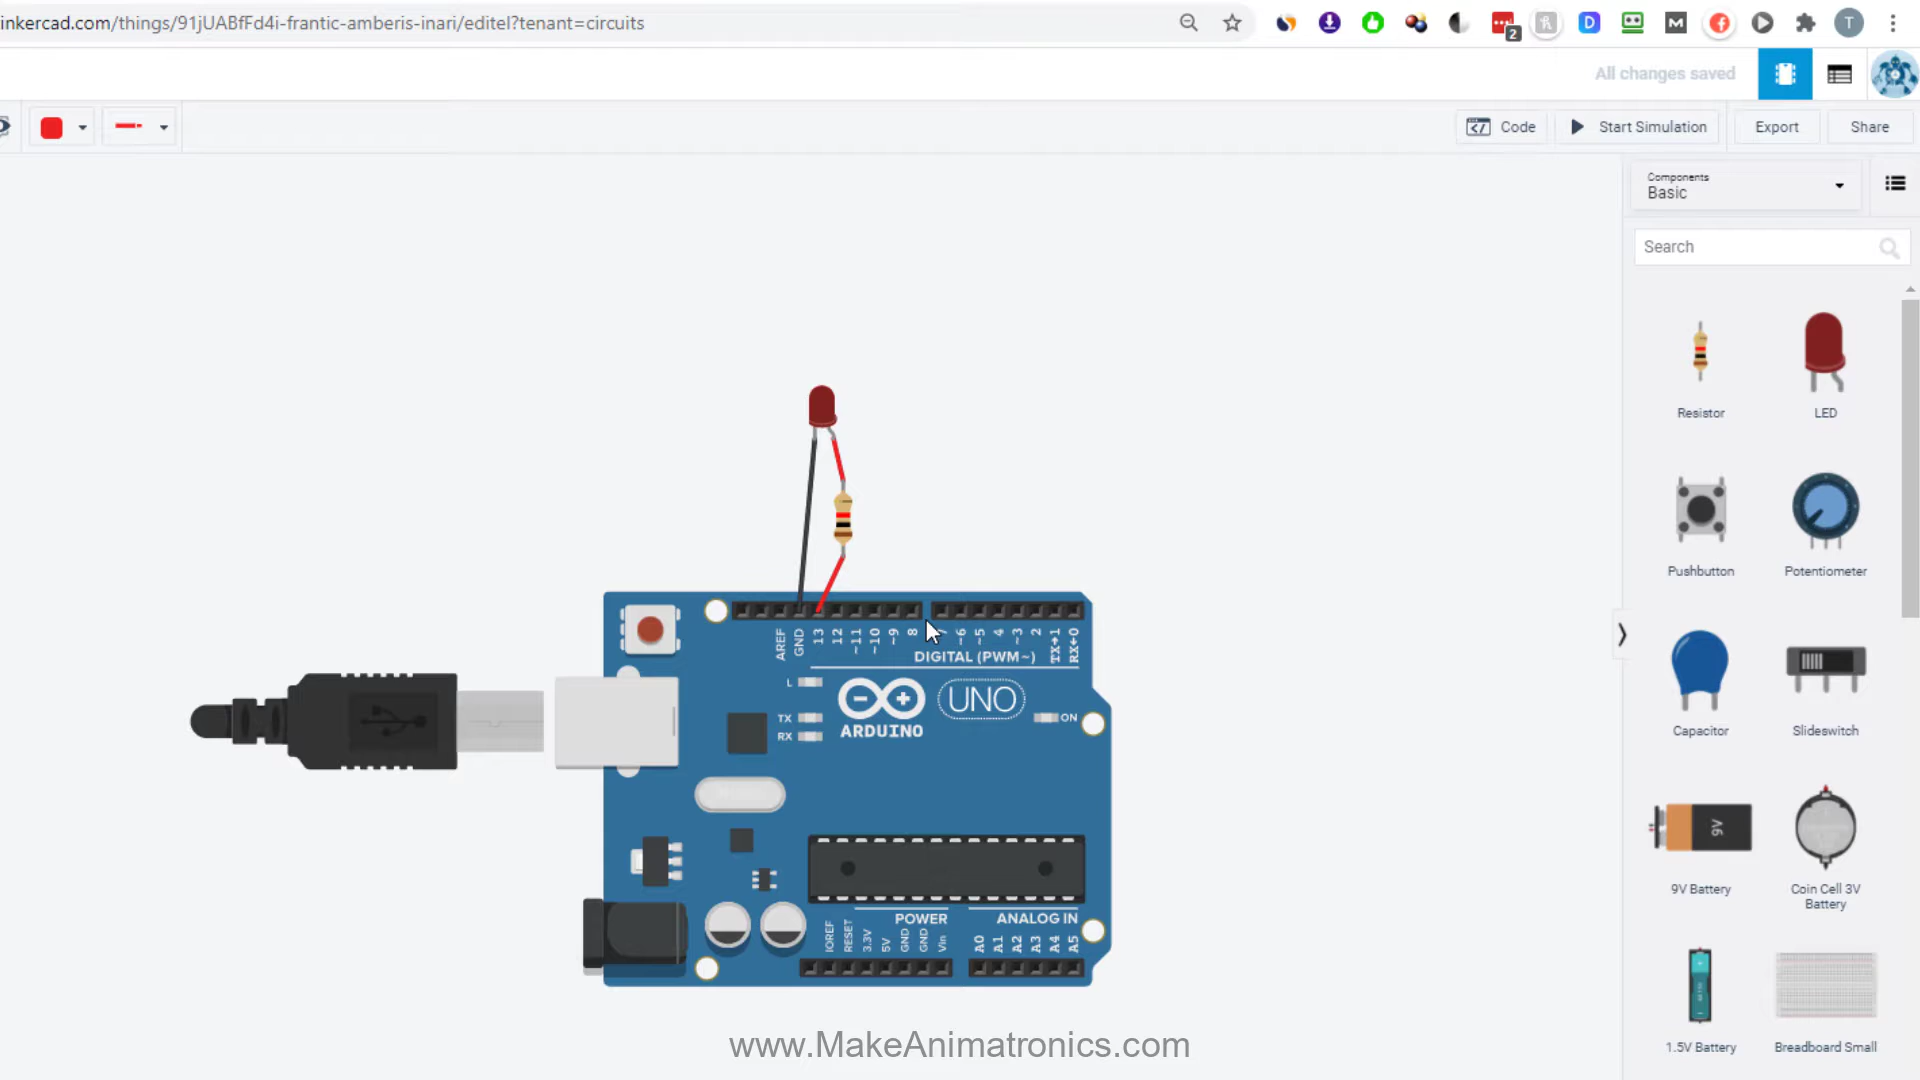 inkercad.com/things/91jUABfFd4i-frantic-amberis-inari/editel?tenant=circuits
2
D
M
T
All changes saved
Code
Start Simulation
Export
Share
Components
Basic
Search
Resistor
LED
Pushbutton
Potentiometer
Capacitor
Slideswitch
9V
9V Battery
Coin Cell 3V
Battery
1.5V Battery
Breadboard Small
AREF
GND
13
12
~11
~10
~9
8
~6
~5
4
~3
2
TX→1
RX←0
DIGITAL (PWM~)
L
TX
RX
ARDUINO
UNO
ON
POWER
ANALOG IN
IOREF
RESET
3.3V
5V
GND
GND
Vin
A0
A1
A2
A3
A4
A5
www.MakeAnimatronics.com